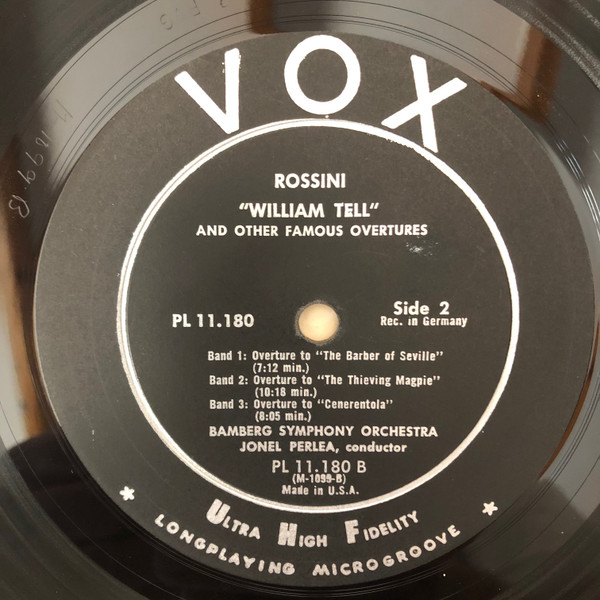 VOX
ROSSINI
"WILLIAM TELL"
AND OTHER FAMOUS OVERTURES
PL 11.180
Side 2
Rec. in Germany
Band 1: Overture to "The Barber of Seville"
(7:12 min.)
Band 2: Overture to "The Thieving Magpie"
(10:18 min.)
Band 3: Overture to "Cenerentola"
(8:05 min.)
BAMBERG SYMPHONY ORCHESTRA
JONEL PERLEA, conductor
PL 11.180 B
(M-1099-B)
Made in U.S.A.
* ULTRA HIGH FIDELITY *
LONGPLAYING MICROGROOVE